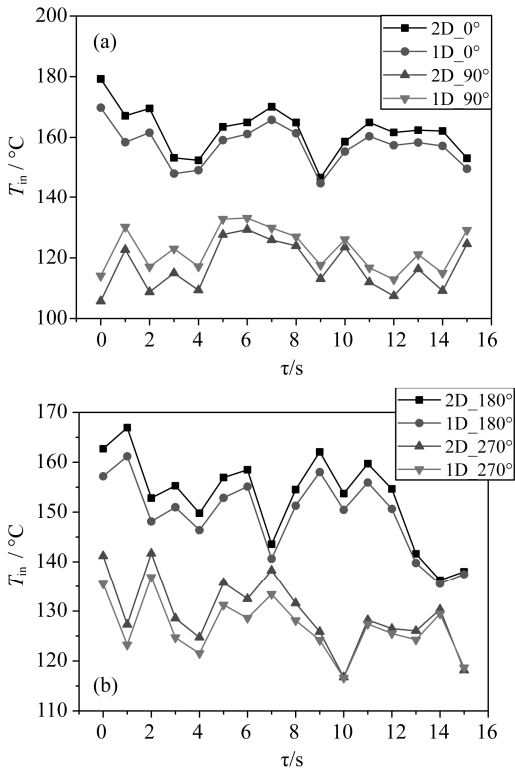 (a)
2D_0°
1D_0°
2D_90°
1D_90°
200
180
160
140
120
100
T_in / °C
0 2 4 6 8 10 12 14 16
τ/s
2D_180°
1D_180°
2D_270°
1D_270°
170
160
150
140
130
120
110
T_in / °C
(b)
0 2 4 6 8 10 12 14 16
τ/s